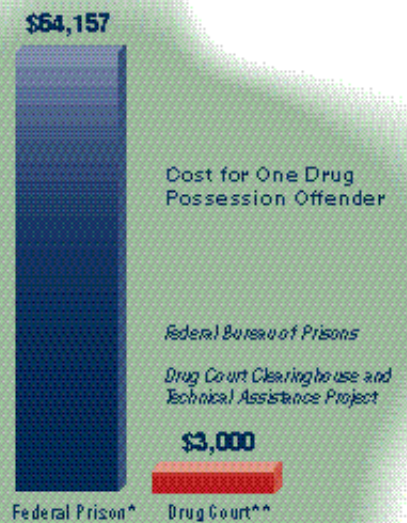 $64,157
Cost for One Drug
Possession Offender
Federal Bureau of Prisons
Drug Court Clearinghouse and
Technical Assistance Project
$3,000
Federal Prison*
Drug Court**